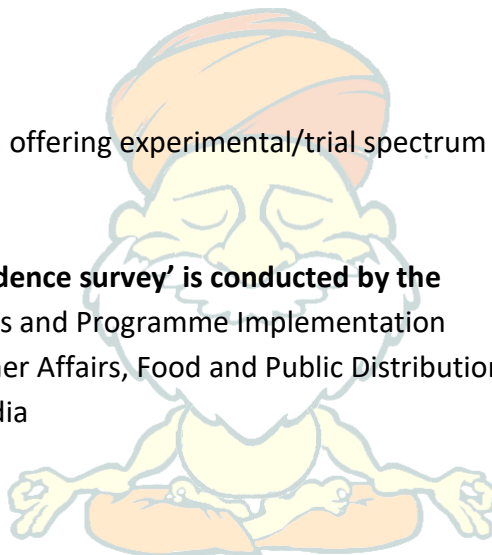 offering experimental/trial spectrum
dence survey’ is conducted by the
s and Programme Implementation
er Affairs, Food and Public Distribution
dia